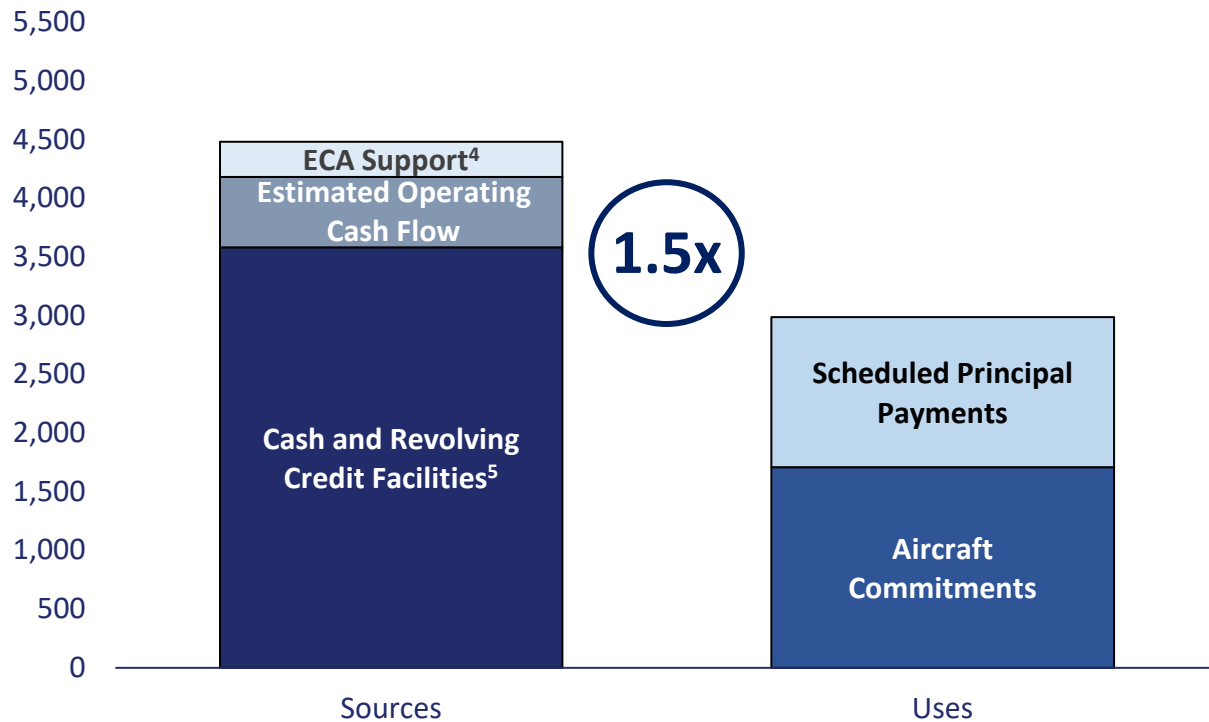 5,500
5,000
4,500
4,000
3,500
3,000
2,500
2,000
1,500
1,000
500
0
ECA Support⁴
Estimated Operating
Cash Flow
Cash and Revolving
Credit Facilities⁵
1.5x
Scheduled Principal
Payments
Aircraft
Commitments
Sources
Uses